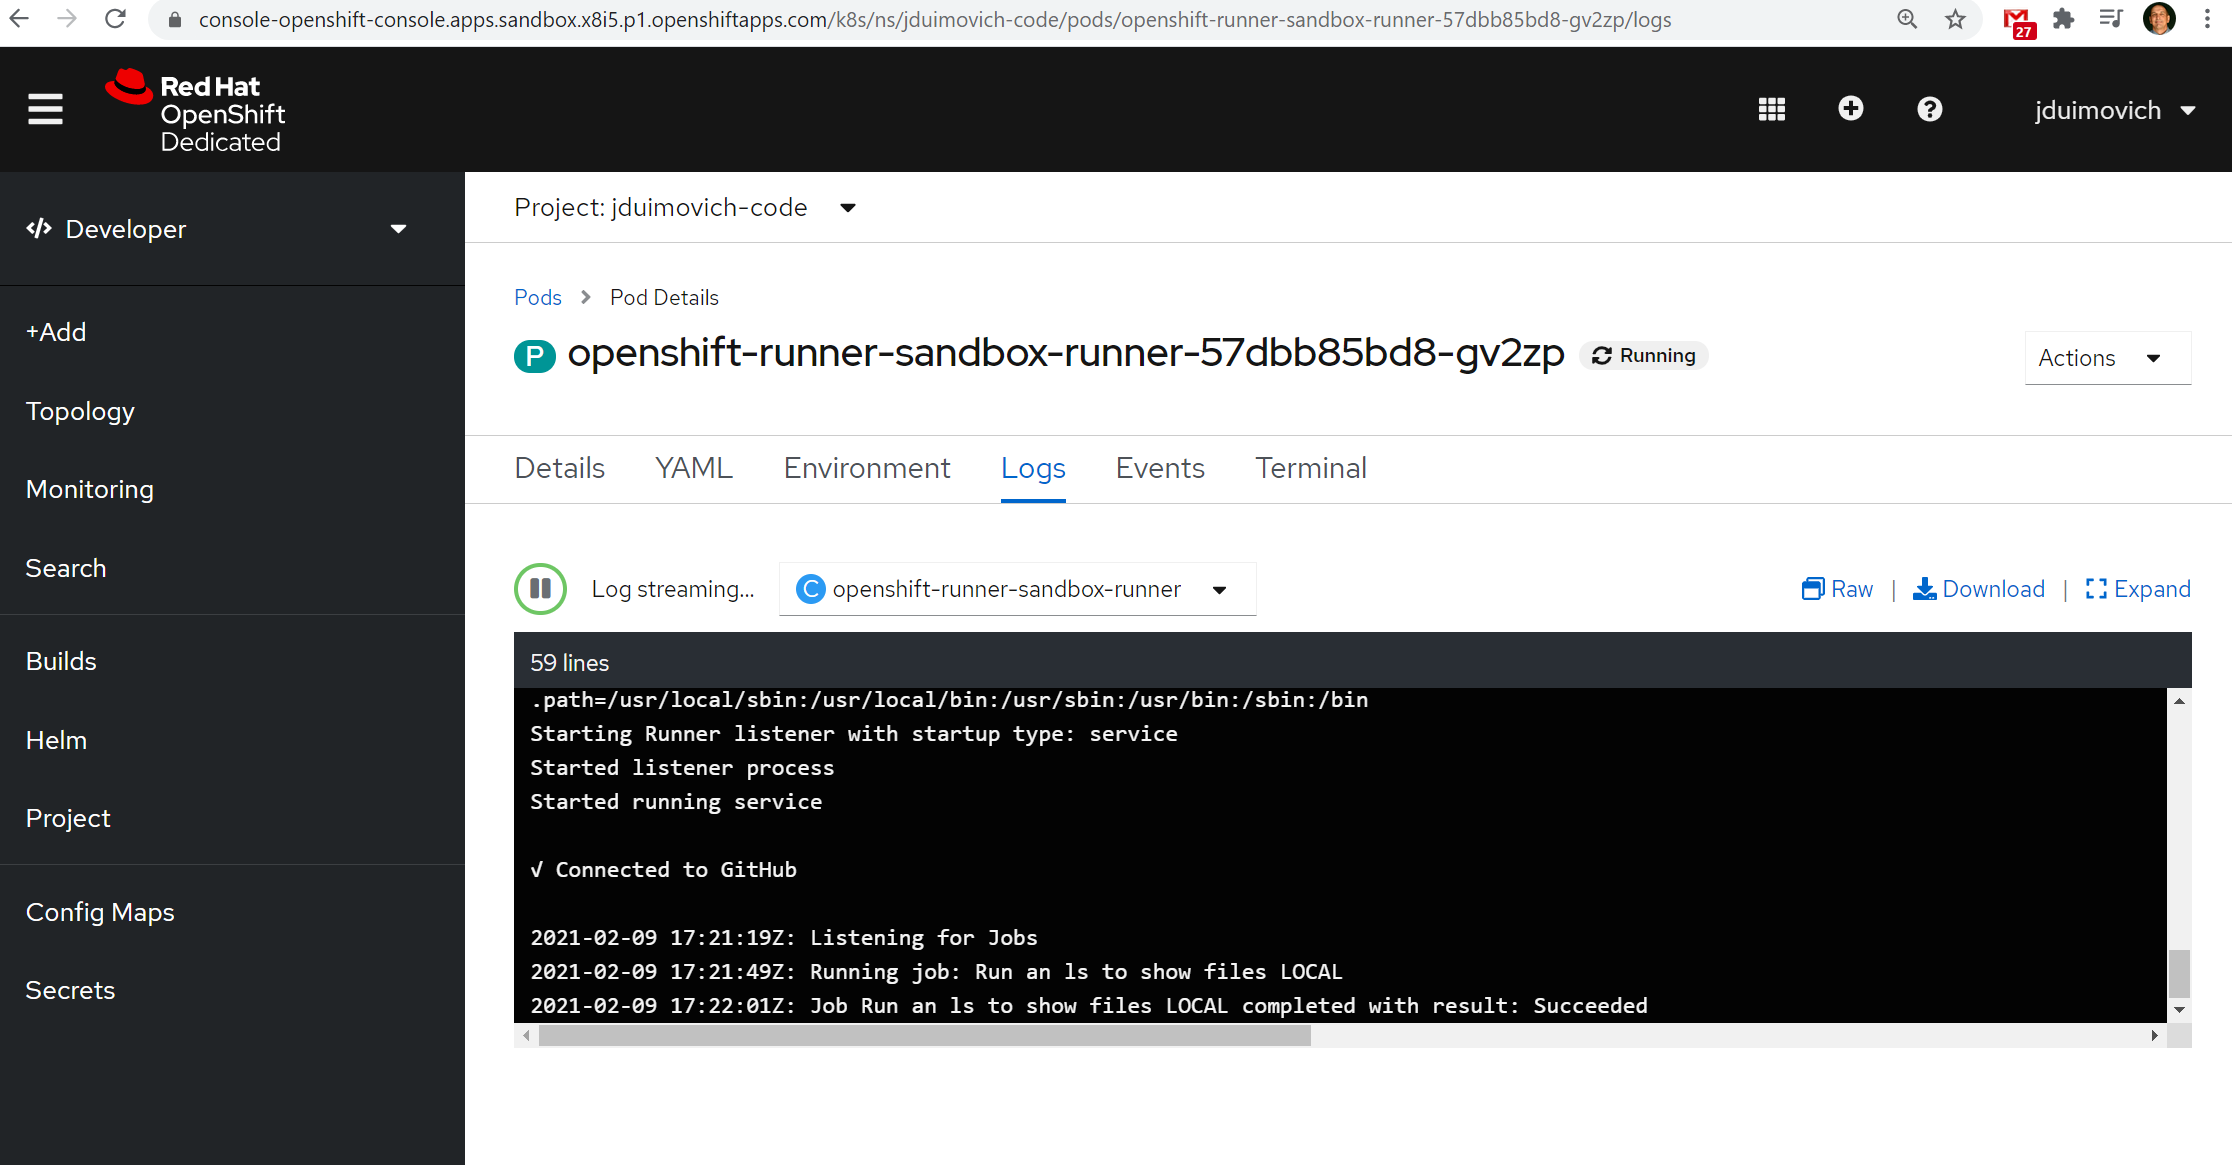 console-openshift-console.apps.sandbox.x8i5.p1.openshiftapps.com/k8s/ns/jduimovich-code/pods/openshift-runner-sandbox-runner-57dbb85bd8-gv2zp/logs
27
Red Hat
OpenShift
Dedicated
jduimovich
Developer
+Add
Topology
Monitoring
Search
Builds
Helm
Project
Config Maps
Secrets
Project: jduimovich-code
Pods > Pod Details
P openshift-runner-sandbox-runner-57dbb85bd8-gv2zp Running
Actions
Details YAML Environment Logs Events Terminal
Log streaming... C openshift-runner-sandbox-runner
Raw | Download | Expand
59 lines
.path=/usr/local/sbin:/usr/local/bin:/usr/sbin:/usr/bin:/sbin:/bin
Starting Runner listener with startup type: service
Started listener process
Started running service
√ Connected to GitHub
2021-02-09 17:21:19Z: Listening for Jobs
2021-02-09 17:21:49Z: Running job: Run an ls to show files LOCAL
2021-02-09 17:22:01Z: Job Run an ls to show files LOCAL completed with result: Succeeded